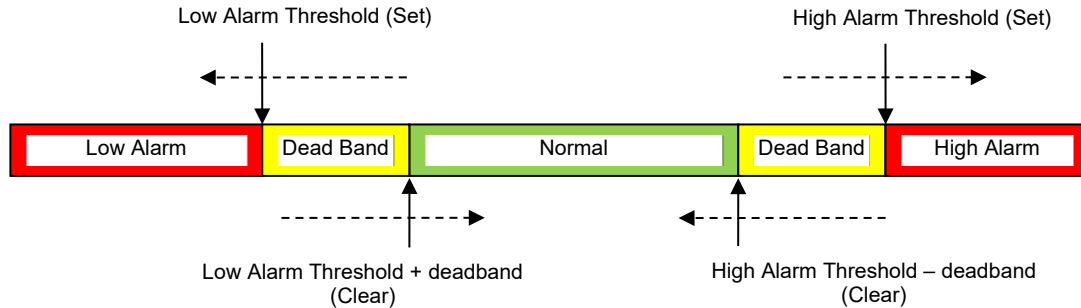 Low Alarm Threshold (Set)
High Alarm Threshold (Set)
Low Alarm
Dead Band
Normal
Dead Band
High Alarm
Low Alarm Threshold + deadband
(Clear)
High Alarm Threshold – deadband
(Clear)